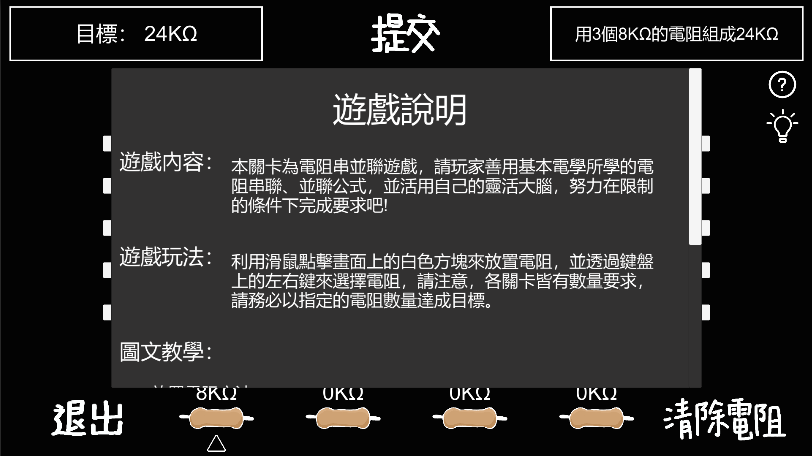 目標： 24KΩ
提交
用3個8KΩ的電阻組成24KΩ
?
遊戲說明
遊戲內容：
本關卡為電阻串並聯遊戲，請玩家善用基本電學所學的電
阻串聯、並聯公式，並活用自己的靈活大腦，努力在限制
的條件下完成要求吧!
遊戲玩法：
利用滑鼠點擊畫面上的白色方塊來放置電阻，並透過鍵盤
上的左右鍵來選擇電阻，請注意，各關卡皆有數量要求，
請務必以指定的電阻數量達成目標。
圖文教學：
8KΩ
0KΩ
0KΩ
0KΩ
退出
清除電阻